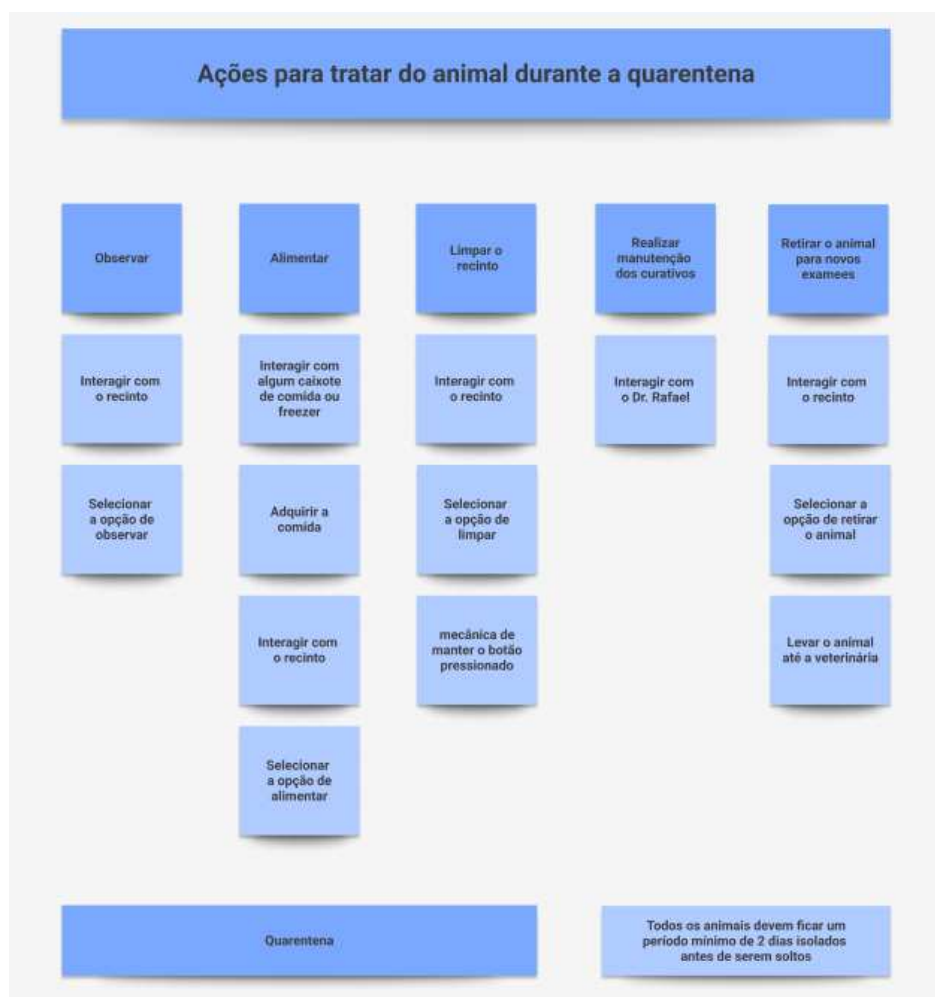 Ações para tratar do animal durante a quarentena
Observar
Alimentar
Limpar o
recinto
Realizar
manutenção
dos curativos
Retirar o animal
para novos
examees
Interagir com
o recinto
Interagir com
algum caixote
de comida ou
freezer
Interagir com
o recinto
Interagir com
o Dr. Rafael
Interagir com
o recinto
Selecionar
a opção de
observar
Adquirir a
comida
Selecionar
a opção de
limpar
Selecionar a
opção de retirar
o animal
Interagir com
o recinto
mecânica de
manter o botão
pressionado
Levar o animal
até a veterinária
Selecionar
a opção de
alimentar
Quarentena
Todos os animais devem ficar um
período mínimo de 2 dias isolados
antes de serem soltos